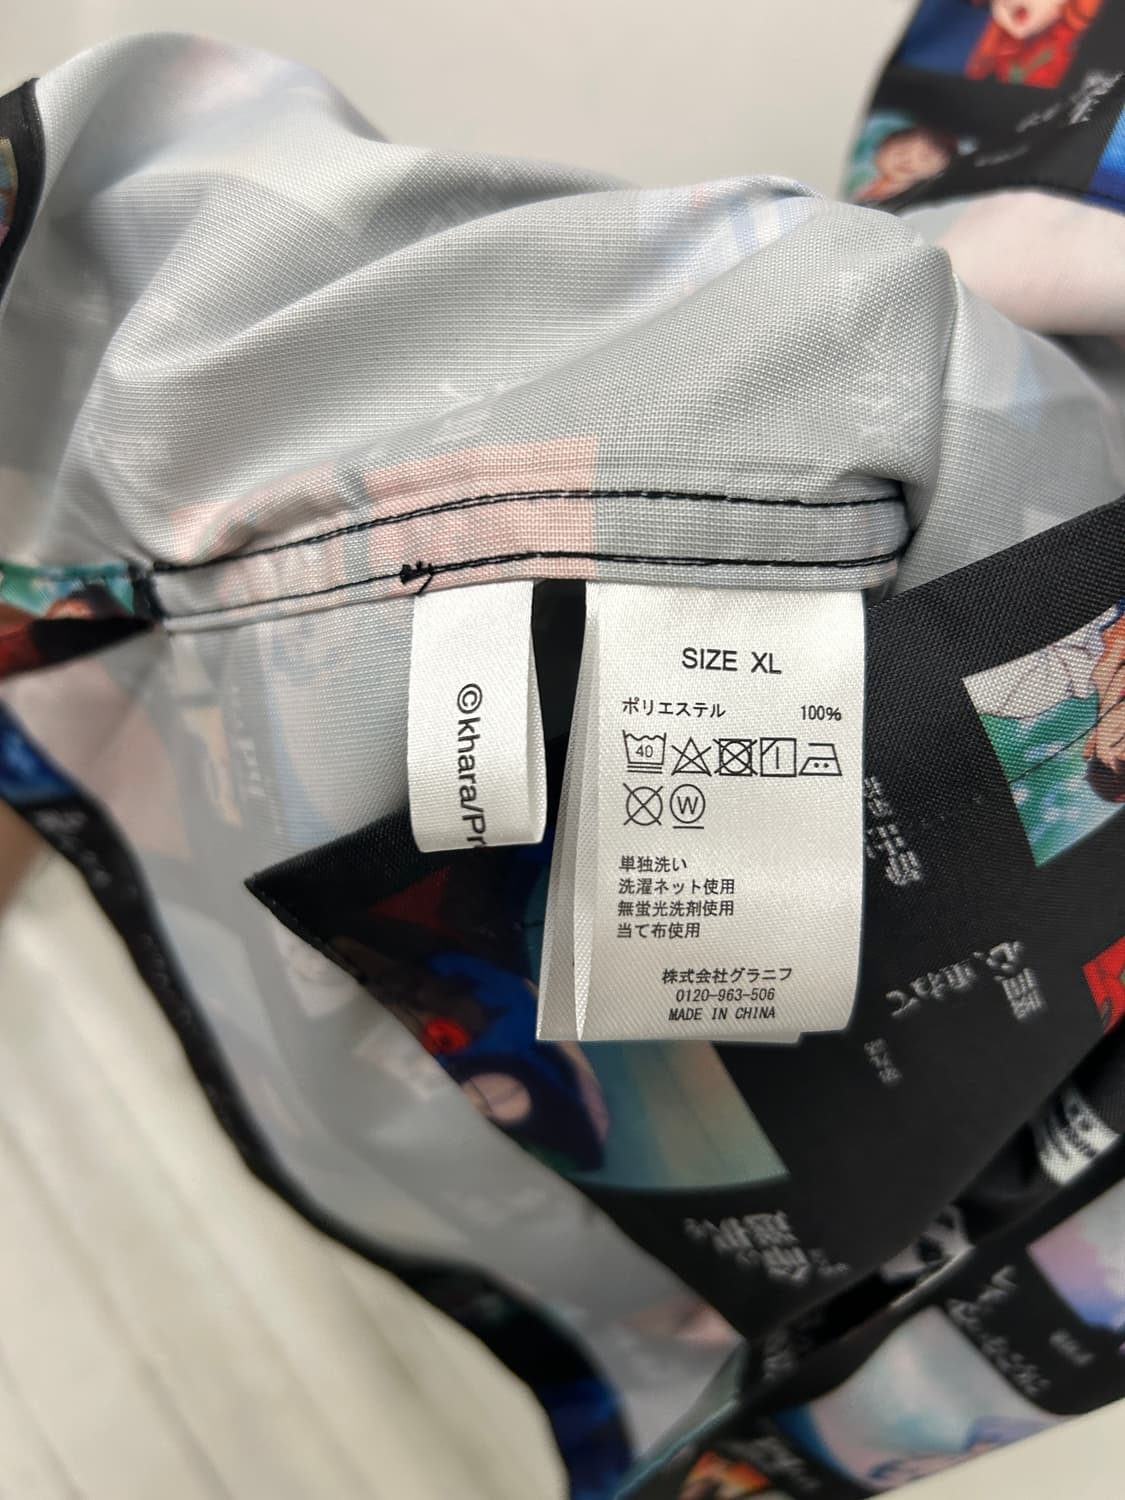 ©khara/Pr
SIZE XL
ポリエステル 100%
40
W
単独洗い
洗濯ネット使用
無蛍光洗剤使用
当て布使用
株式会社グラニフ
0120-963-506
MADE IN CHINA